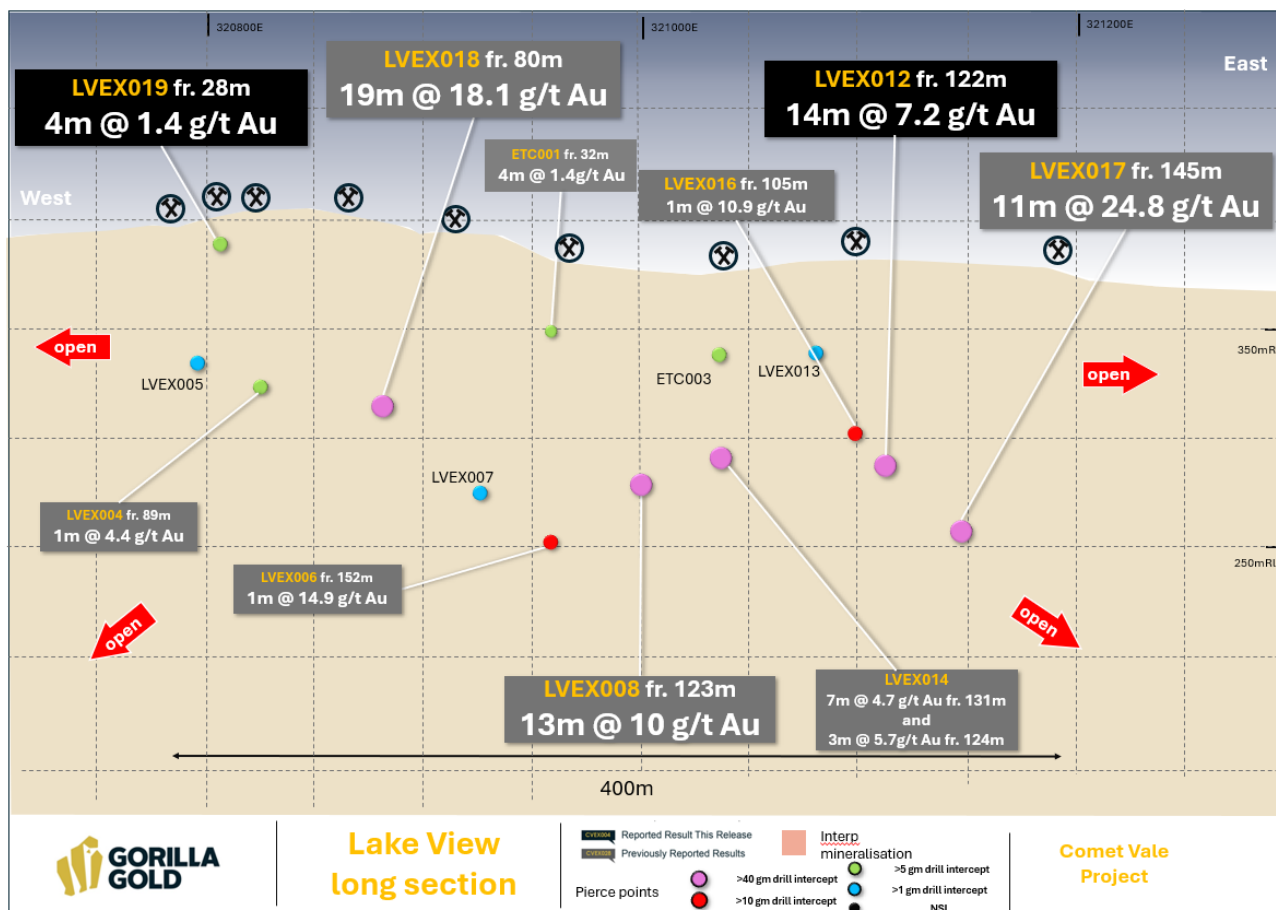 320800E
321000E
321200E
West
East
LVEX019 fr. 28m
4m @ 1.4 g/t Au
LVEX018 fr. 80m
19m @ 18.1 g/t Au
ETC001 fr. 32m
4m @ 1.4g/t Au
LVEX016 fr. 105m
1m @ 10.9 g/t Au
LVEX012 fr. 122m
14m @ 7.2 g/t Au
LVEX017 fr. 145m
11m @ 24.8 g/t Au
open
LVEX005
ETC003
LVEX013
350mR
open
LVEX007
LVEX004 fr. 89m
1m @ 4.4 g/t Au
LVEX006 fr. 152m
1m @ 14.9 g/t Au
250mRl
open
open
LVEX008 fr. 123m
13m @ 10 g/t Au
LVEX014
7m @ 4.7 g/t Au fr. 131m
and
3m @ 5.7g/t Au fr. 124m
400m
GORILLA
GOLD
Lake View
long section
CVEX004 Reported Result This Release
CVEX028 Previously Reported Results
Interp
mineralisation
Pierce points
>40 gm drill intercept
>10 gm drill intercept
>5 gm drill intercept
>1 gm drill intercept
NSI
Comet Vale
Project